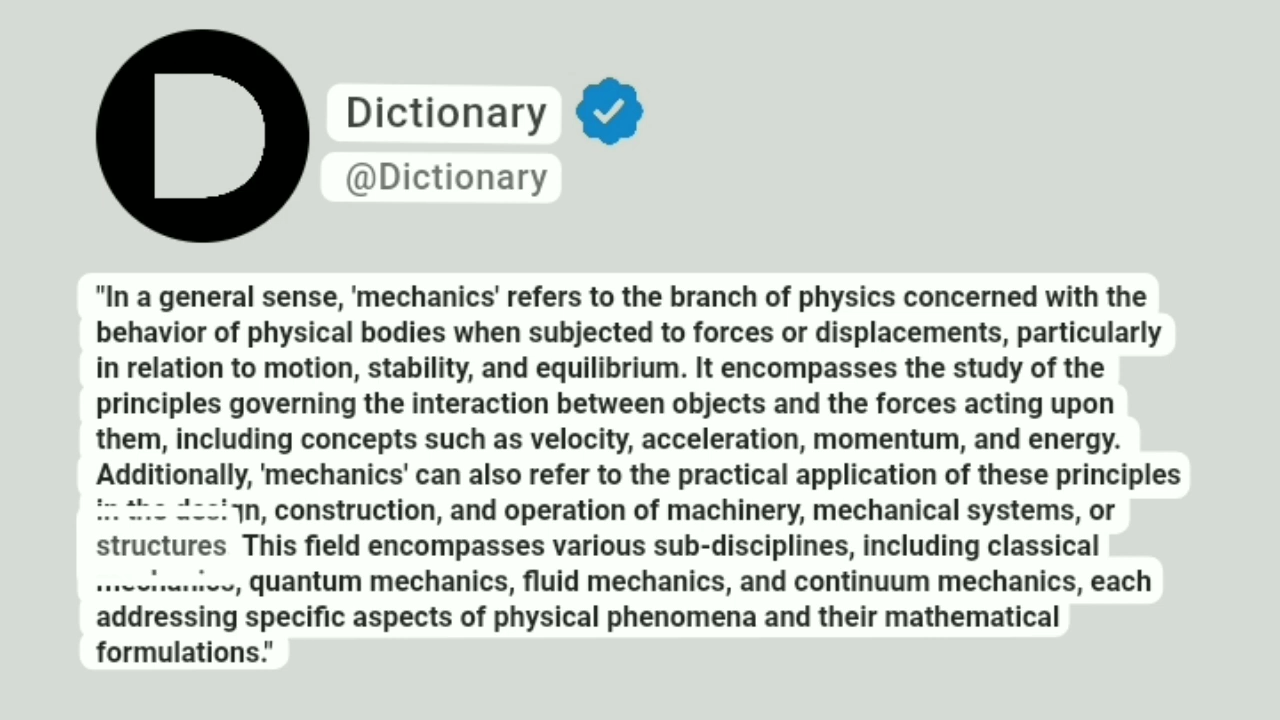 D
Dictionary
@Dictionary
"In a general sense, 'mechanics' refers to the branch of physics concerned with the
behavior of physical bodies when subjected to forces or displacements, particularly
in relation to motion, stability, and equilibrium. It encompasses the study of the
principles governing the interaction between objects and the forces acting upon
them, including concepts such as velocity, acceleration, momentum, and energy.
Additionally, 'mechanics' can also refer to the practical application of these principles
in the design, construction, and operation of machinery, mechanical systems, or
structures This field encompasses various sub-disciplines, including classical
mechanics, quantum mechanics, fluid mechanics, and continuum mechanics, each
addressing specific aspects of physical phenomena and their mathematical
formulations."